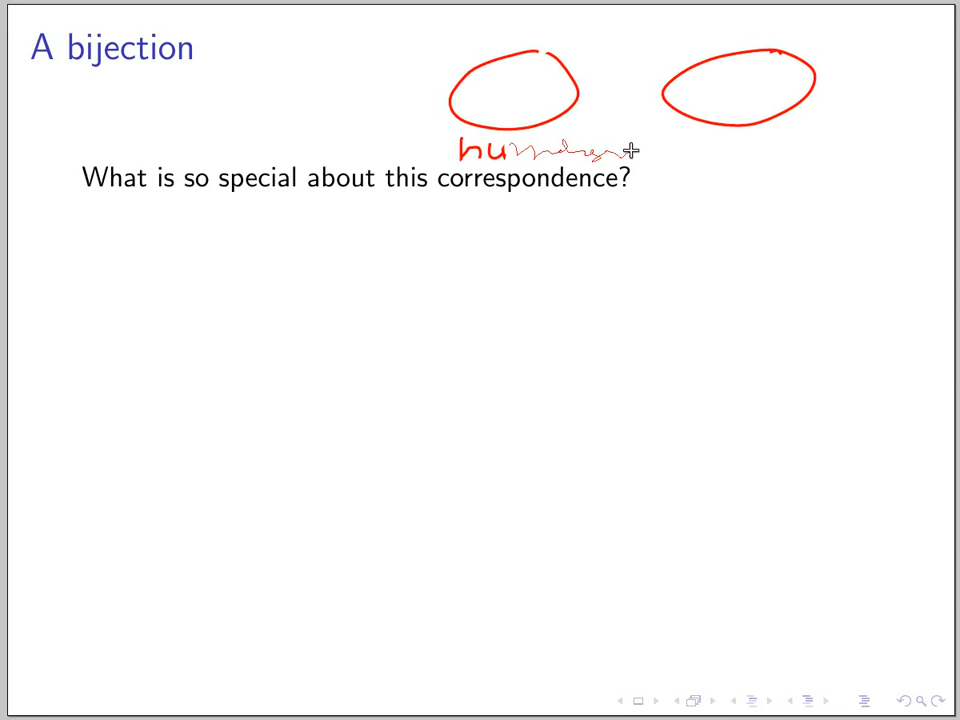 A bijection
What is so special about this correspondence?